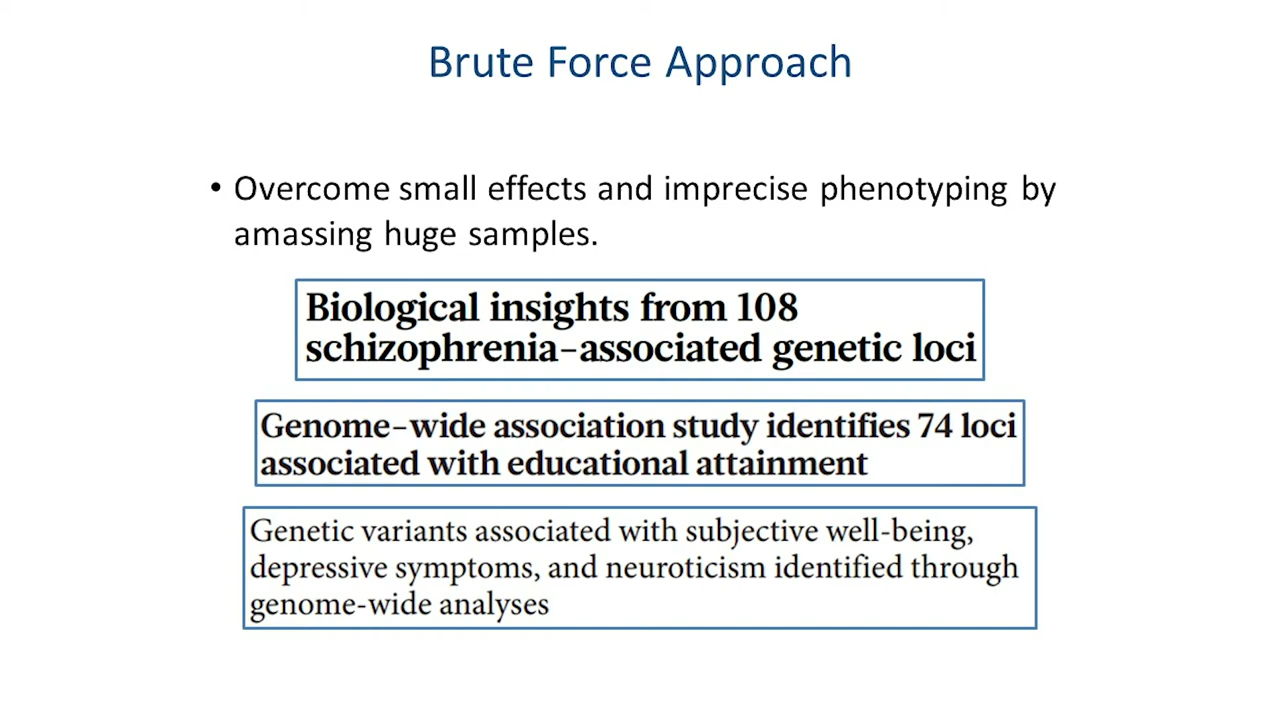 Brute Force Approach
• Overcome small effects and imprecise phenotyping by
amassing huge samples.
Biological insights from 108
schizophrenia-associated genetic loci
Genome-wide association study identifies 74 loci
associated with educational attainment
Genetic variants associated with subjective well-being,
depressive symptoms, and neuroticism identified through
genome-wide analyses